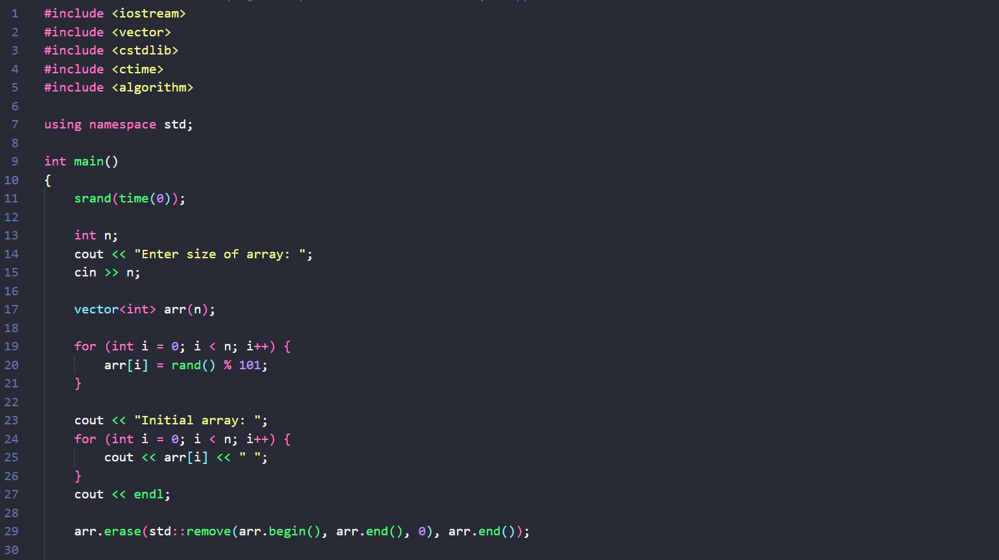 1 #include <iostream>
2 #include <vector>
3 #include <cstdlib>
4 #include <ctime>
5 #include <algorithm>
6
7 using namespace std;
8
9 int main()
10 {
11     srand(time(0));
12
13     int n;
14     cout << "Enter size of array: ";
15     cin >> n;
16
17     vector<int> arr(n);
18
19     for (int i = 0; i < n; i++) {
20         arr[i] = rand() % 101;
21     }
22
23     cout << "Initial array: ";
24     for (int i = 0; i < n; i++) {
25         cout << arr[i] << " ";
26     }
27     cout << endl;
28
29     arr.erase(std::remove(arr.begin(), arr.end(), 0), arr.end());
30